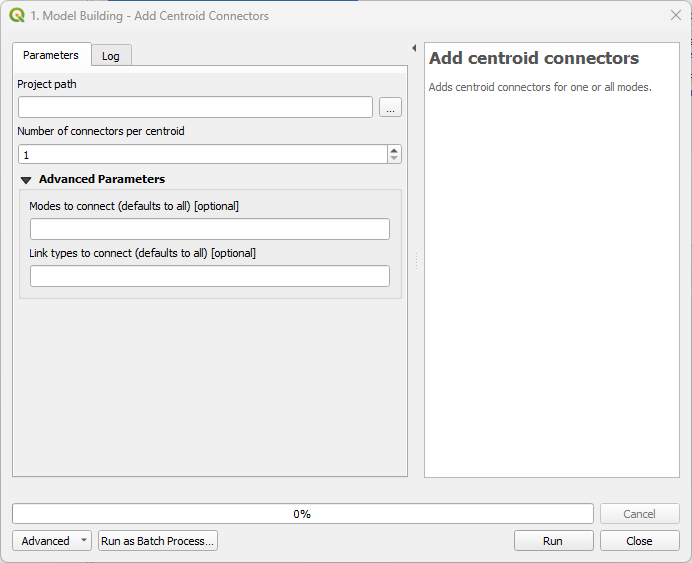 1. Model Building - Add Centroid Connectors
Parameters
Log
Project path
...
Number of connectors per centroid
1
Advanced Parameters
Modes to connect (defaults to all) [optional]
Link types to connect (defaults to all) [optional]
Add centroid connectors
Adds centroid connectors for one or all modes.
0%
Cancel
Advanced
Run as Batch Process...
Run
Close